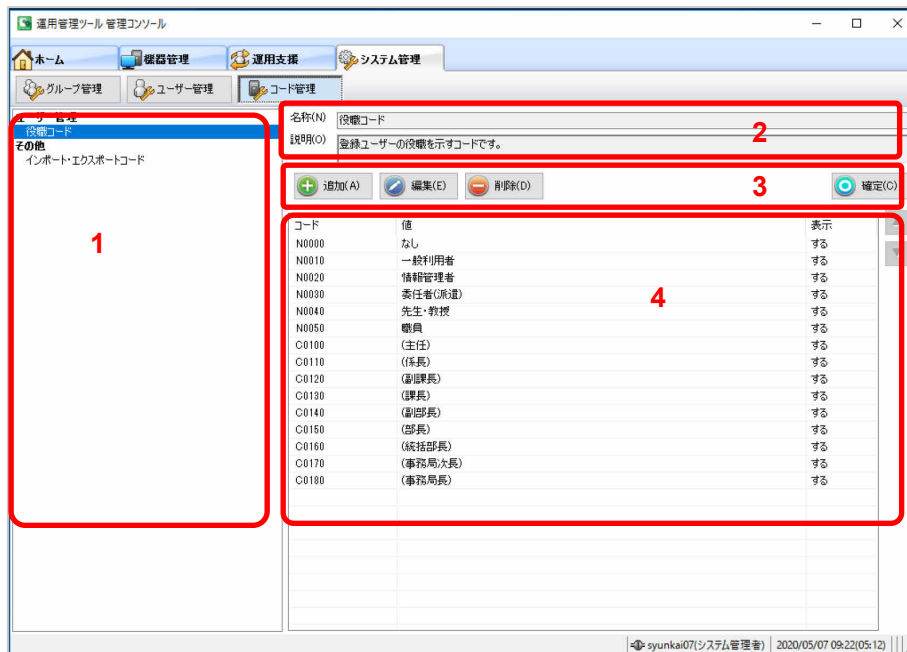 運用管理ツール 管理コンソール
ホーム 機器管理 運用支援 システム管理
グループ管理 ユーザー管理 コード管理
ユーザー管理
役職コード
その他
インポート・エクスポートコード
1
名称(N) 役職コード
説明(O) 登録ユーザーの役職を示すコードです。
2
追加(A) 編集(E) 削除(D) 3 確定(C)
コード 値 表示
N0000 なし する
N0010 一般利用者 する
N0020 情報管理者 する
N0030 委任者(派遣) する
N0040 先生・教授 する
N0050 職員 する
C0100 (主任) する
C0110 (係長) する
C0120 (副課長) する
C0130 (課長) する
C0140 (副部長) する
C0150 (部長) する
C0160 (統括部長) する
C0170 (事務局次長) する
C0180 (事務局長) する
4
syunkai07(システム管理者) 2020/05/07 09:22(05:12)